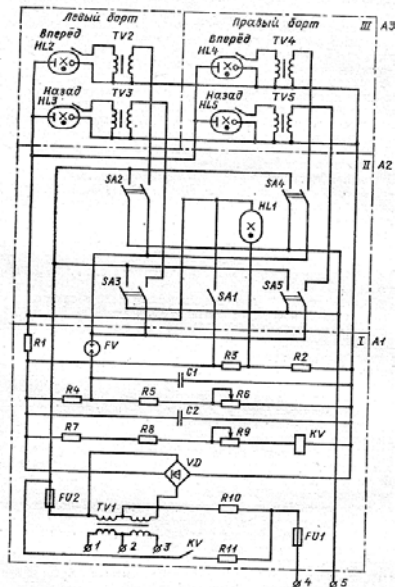 Левый борт
Правый борт
III
A3
Вперёд
HL2
TV2
Вперёд
HL4
TV4
Назад
HL3
TV3
Назад
HL5
TV5
II
A2
SA2
SA4
HL1
SA3
SA1
SA5
I
A1
R1
FV
R3
R2
C1
R4
R5
R6
C2
R7
R8
R9
KV
VD
FU2
TV1
R10
FU1
1
2
3
KV
R11
4
5